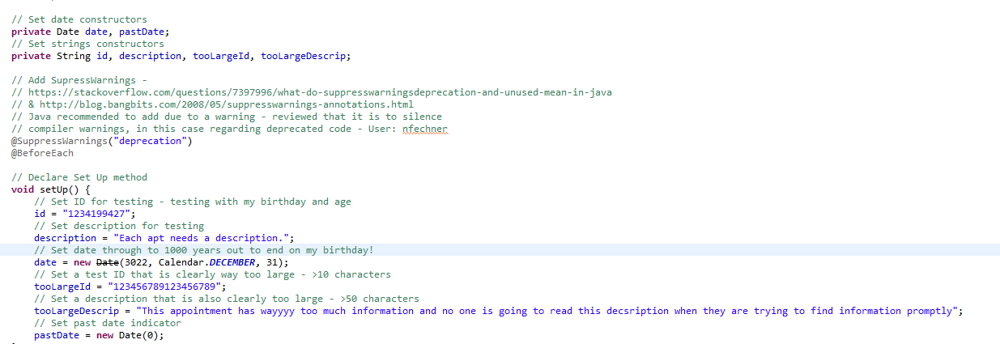 // Set date constructors
private Date date, pastDate;
// Set strings constructors
private String id, description, tooLargeId, tooLargeDescrip;
// Add SupressWarnings -
// https://stackoverflow.com/questions/7397996/what-do-suppresswarningsdeprecation-and-unused-mean-in-java
// & http://blog.bangbits.com/2008/05/suppresswarnings-annotations.html
// Java recommended to add due to a warning - reviewed that it is to silence
// compiler warnings, in this case regarding deprecated code - User: nfechner
@SuppressWarnings("deprecation")
@BeforeEach
// Declare Set Up method
void setUp() {
// Set ID for testing - testing with my birthday and age
id = "1234199427";
// Set description for testing
description = "Each apt needs a description.";
// Set date through to 1000 years out to end on my birthday!
date = new Date(3022, Calendar.DECEMBER, 31);
// Set a test ID that is clearly way too large - >10 characters
tooLargeId = "123456789123456789";
// Set a description that is also clearly too large - >50 characters
tooLargeDescrip = "This appointment has wayyyy too much information and no one is going to read this decsription when they are trying to find information promptly";
// Set past date indicator
pastDate = new Date(0);